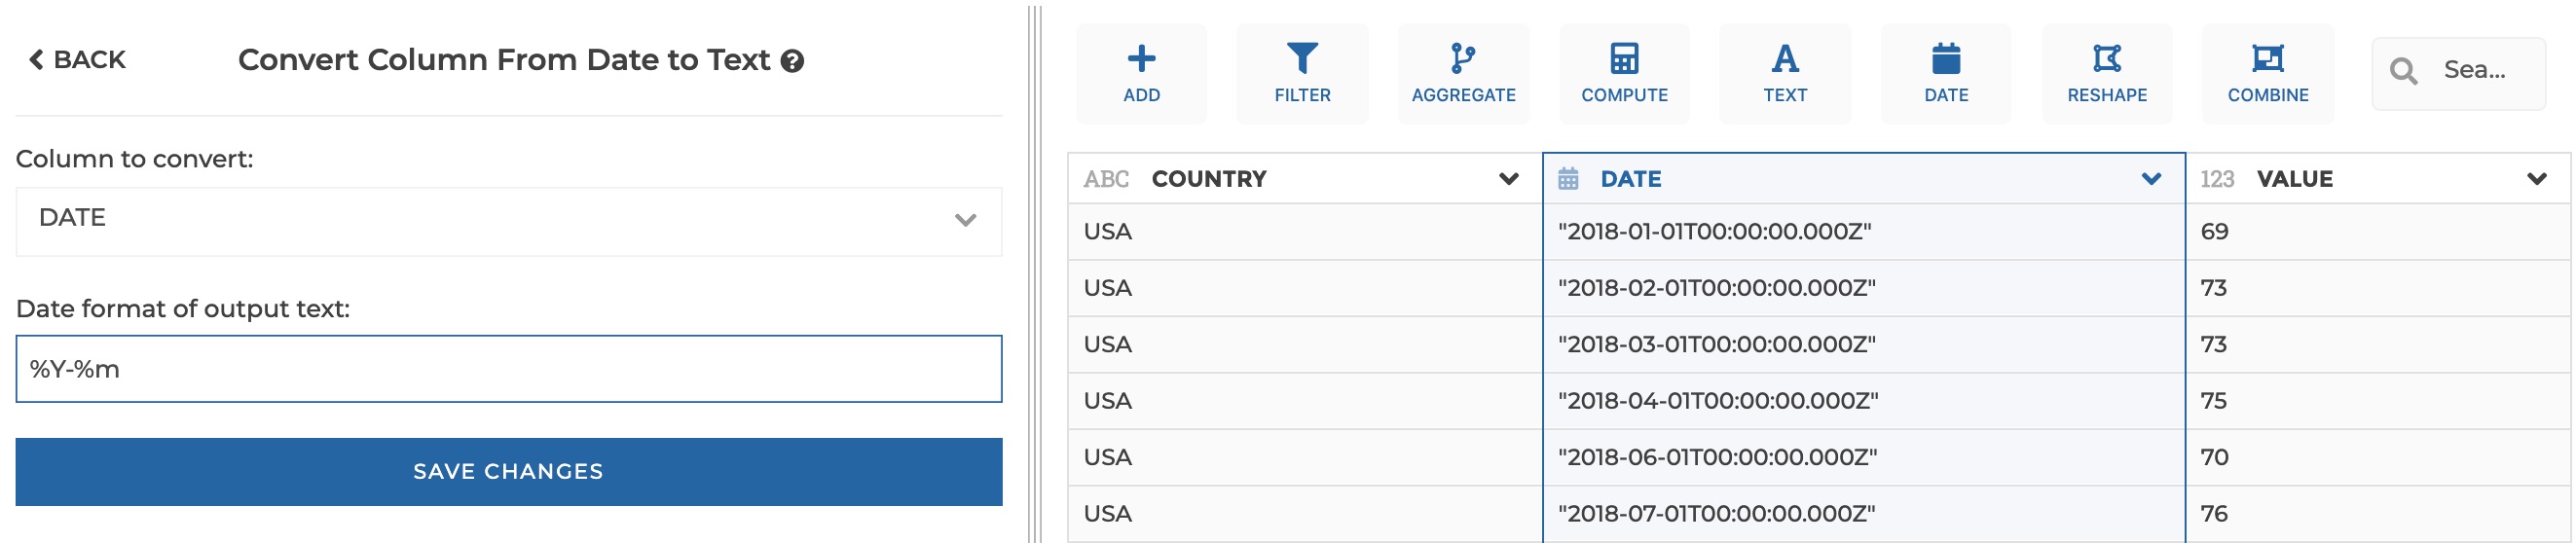 BACK
Convert Column From Date to Text ?
Column to convert:
DATE
Date format of output text:
%Y-%m
SAVE CHANGES
ADD FILTER AGGREGATE COMPUTE A TEXT DATE RESHAPE COMBINE Sea...
ABC COUNTRY DATE 123 VALUE
USA "2018-01-01T00:00:00.000Z" 69
USA "2018-02-01T00:00:00.000Z" 73
USA "2018-03-01T00:00:00.000Z" 73
USA "2018-04-01T00:00:00.000Z" 75
USA "2018-06-01T00:00:00.000Z" 70
USA "2018-07-01T00:00:00.000Z" 76